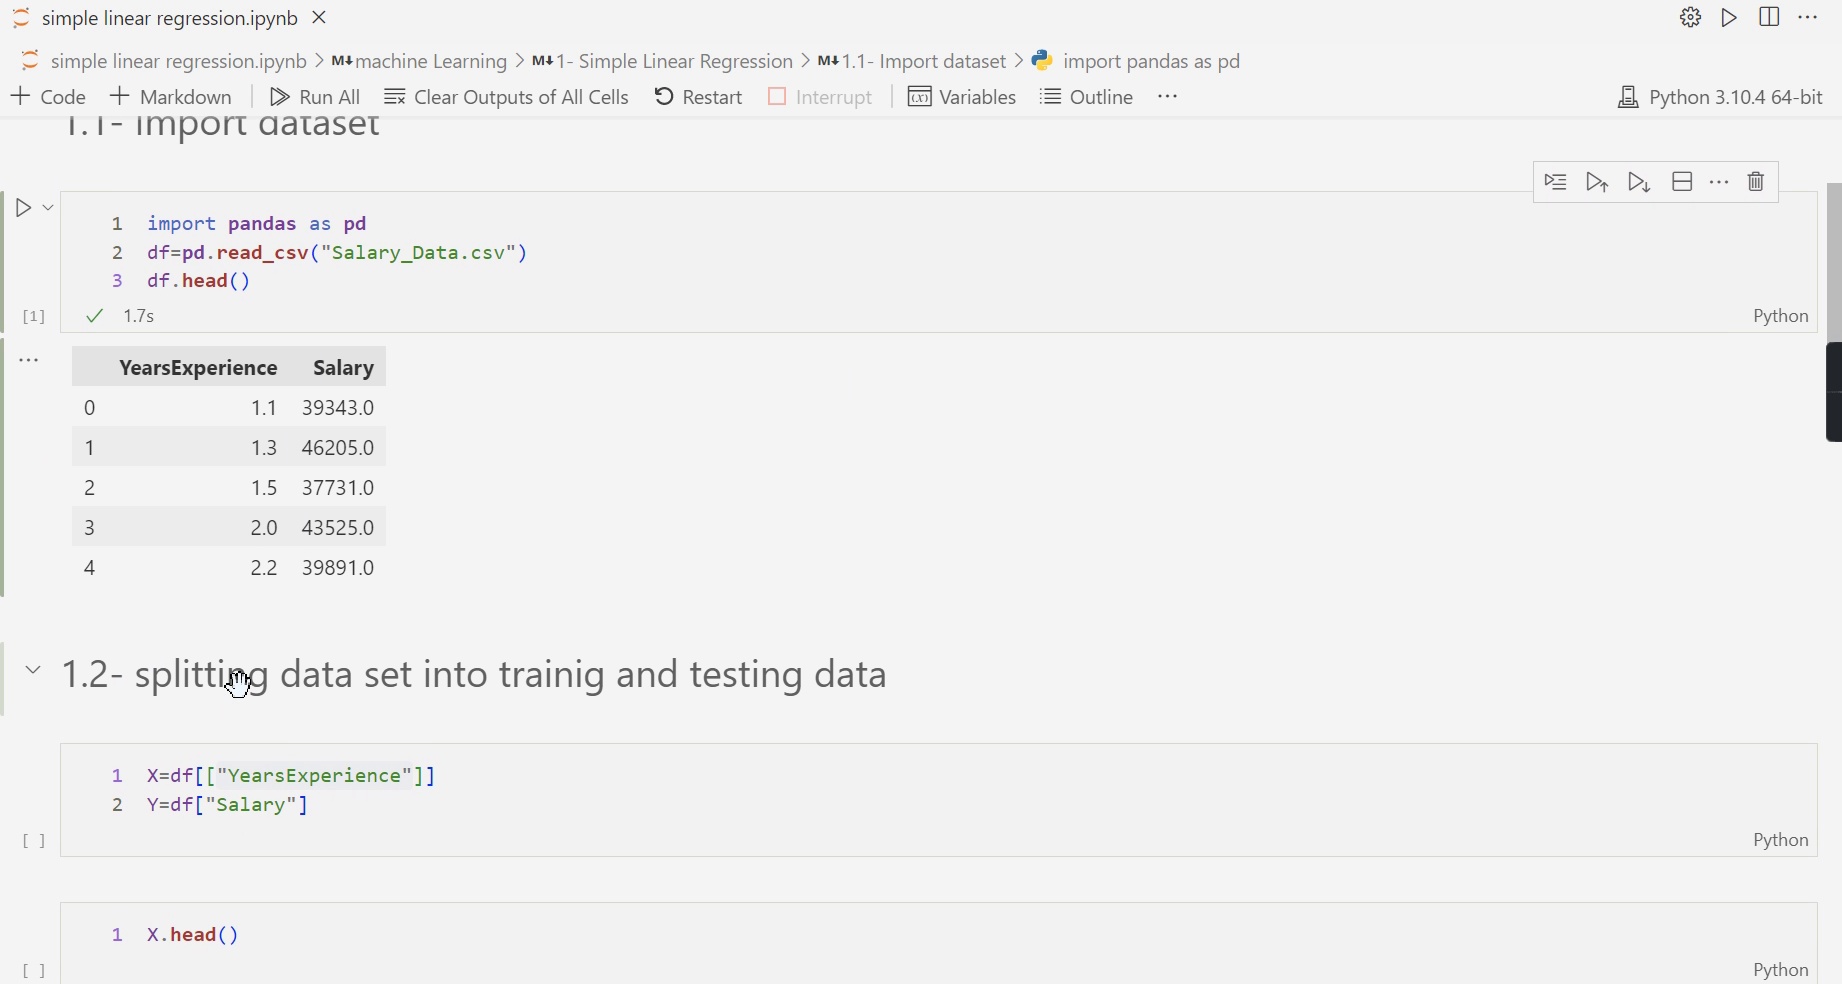 simple linear regression.ipynb
simple linear regression.ipynb > M↓machine Learning > M↓1- Simple Linear Regression > M↓1.1- Import dataset > import pandas as pd
+ Code + Markdown Run All Clear Outputs of All Cells Restart Interrupt Variables Outline ... Python 3.10.4 64-bit
1.1- Import dataset
1 import pandas as pd
2 df=pd.read_csv("Salary_Data.csv")
3 df.head()
[1] ✓ 1.7s Python
YearsExperience Salary
0 1.1 39343.0
1 1.3 46205.0
2 1.5 37731.0
3 2.0 43525.0
4 2.2 39891.0
1.2- splitting data set into trainig and testing data
1 X=df[["YearsExperience"]]
2 Y=df["Salary"]
[ ] Python
1 X.head()
[ ] Python